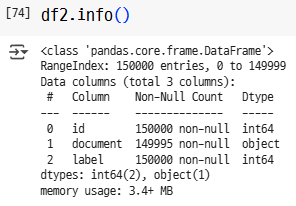 [74] df2.info()
<class 'pandas.core.frame.DataFrame'>
RangeIndex: 150000 entries, 0 to 149999
Data columns (total 3 columns):
 #   Column    Non-Null Count   Dtype
---  ------    --------------   -----
 0   id        150000 non-null  int64
 1   document  149995 non-null  object
 2   label     150000 non-null  int64
dtypes: int64(2), object(1)
memory usage: 3.4+ MB